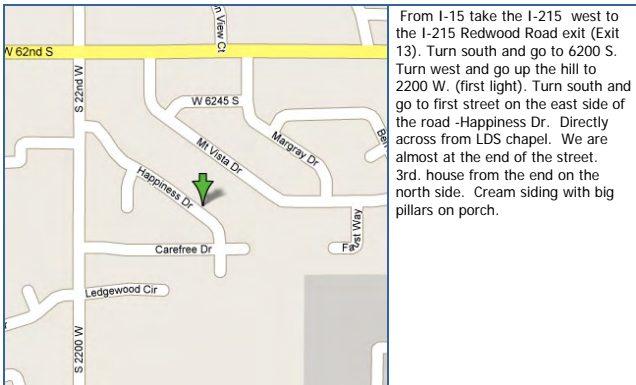 n View Ct
W 62nd S
S 22nd W
W 6245 S
Mt Vista Dr
Margray Dr
Happiness Dr
Carefree Dr
Ledgewood Cir
S 2200 W
From I-15 take the I-215 west to
the I-215 Redwood Road exit (Exit
13). Turn south and go to 6200 S.
Turn west and go up the hill to
2200 W. (first light). Turn south and
go to first street on the east side of
the road -Happiness Dr. Directly
across from LDS chapel. We are
almost at the end of the street.
3rd. house from the end on the
north side. Cream siding with big
pillars on porch.